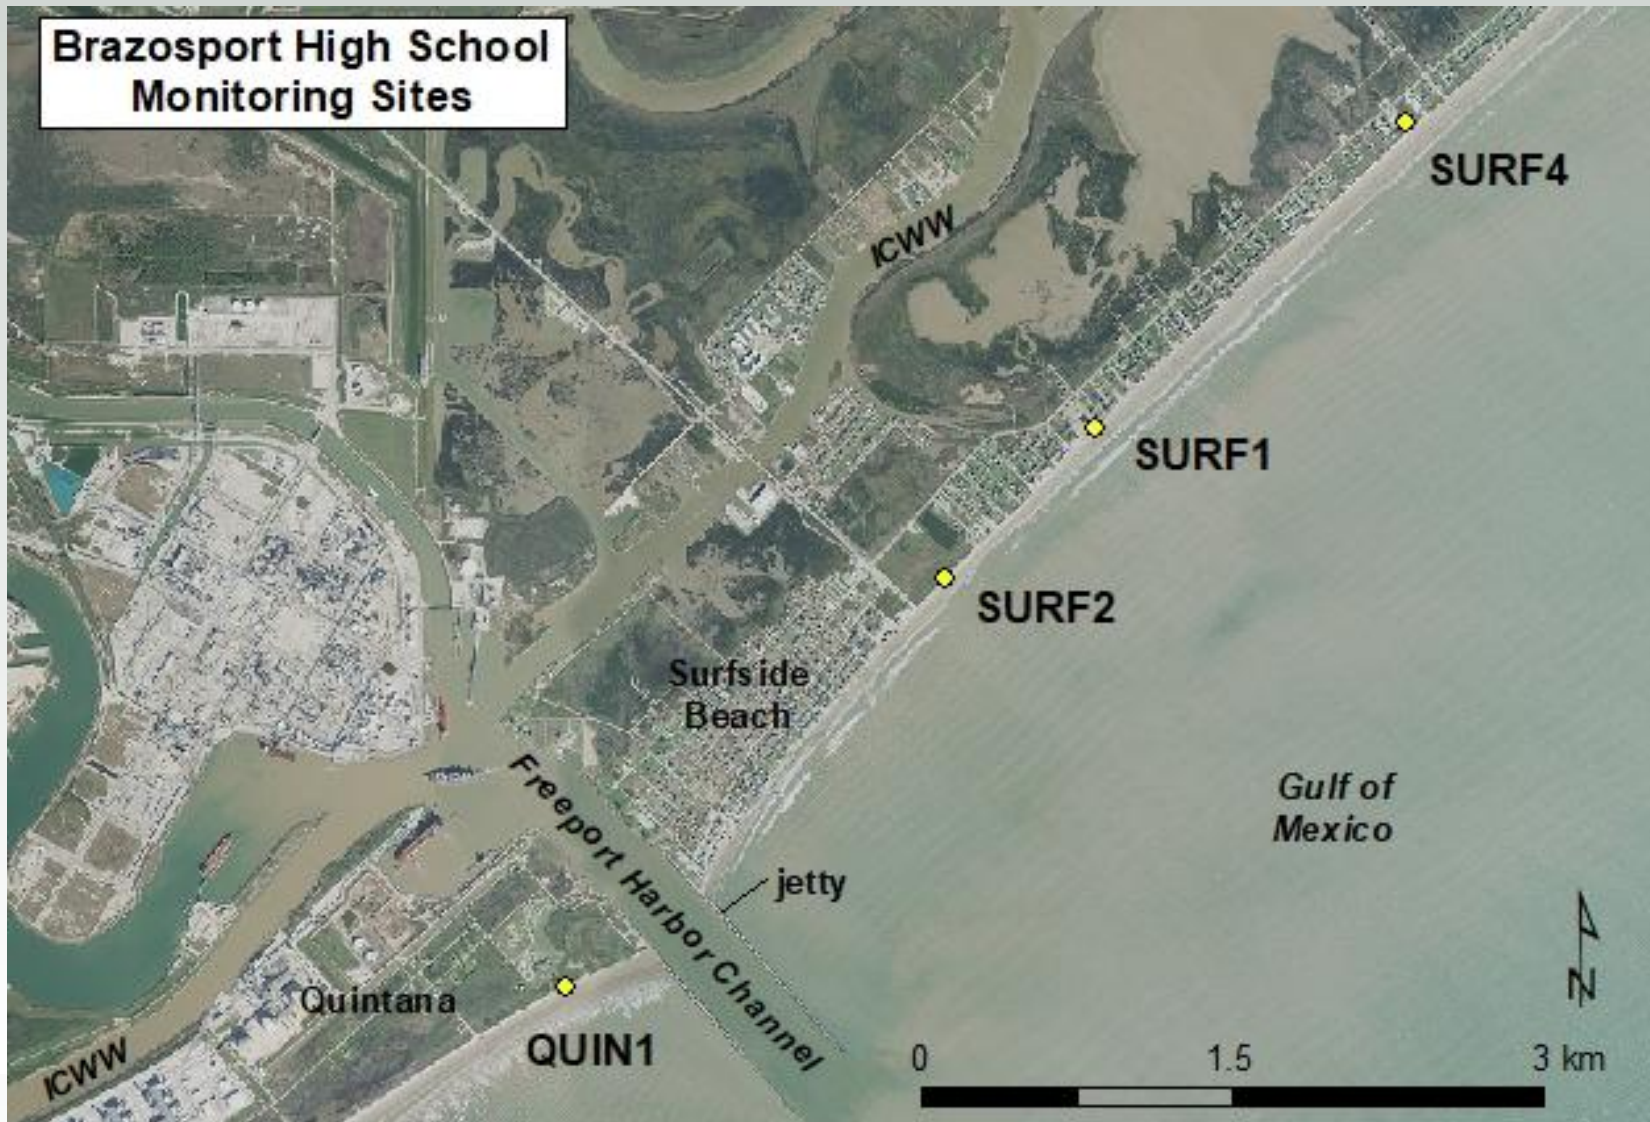 Brazosport High School
Monitoring Sites
SURF4
ICWW
SURF1
SURF2
Surfside
Beach
Freeport Harbor Channel
Gulf of
Mexico
jetty
Quintana
QUIN1
ICWW
N
0 1.5 3 km